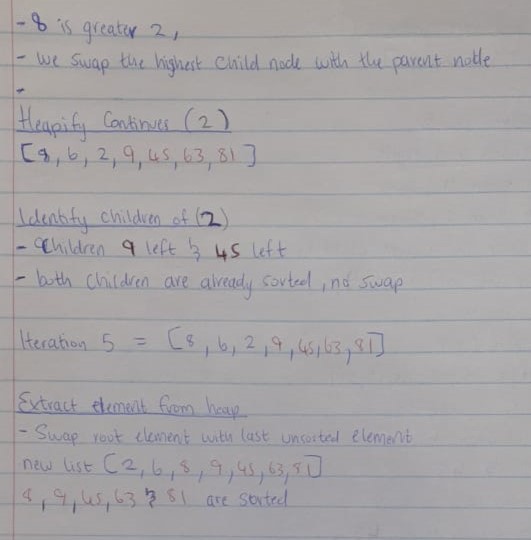 - 8 is greater 2,
- we swap the highest child node with the parent notle
-
Heapify Continues (2)
[8, 6, 2, 9, 45, 63, 81]
Identify children of (2)
- Children 9 left & 45 left
- both children are already sorted, no swap
Iteration 5 = [8, 6, 2, 9, 45, 63, 81]
Extract element from heap
- Swap root element with last unsorted element
new list [2, 6, 8, 9, 45, 63, 81]
8, 9, 45, 63 & 81 are sorted